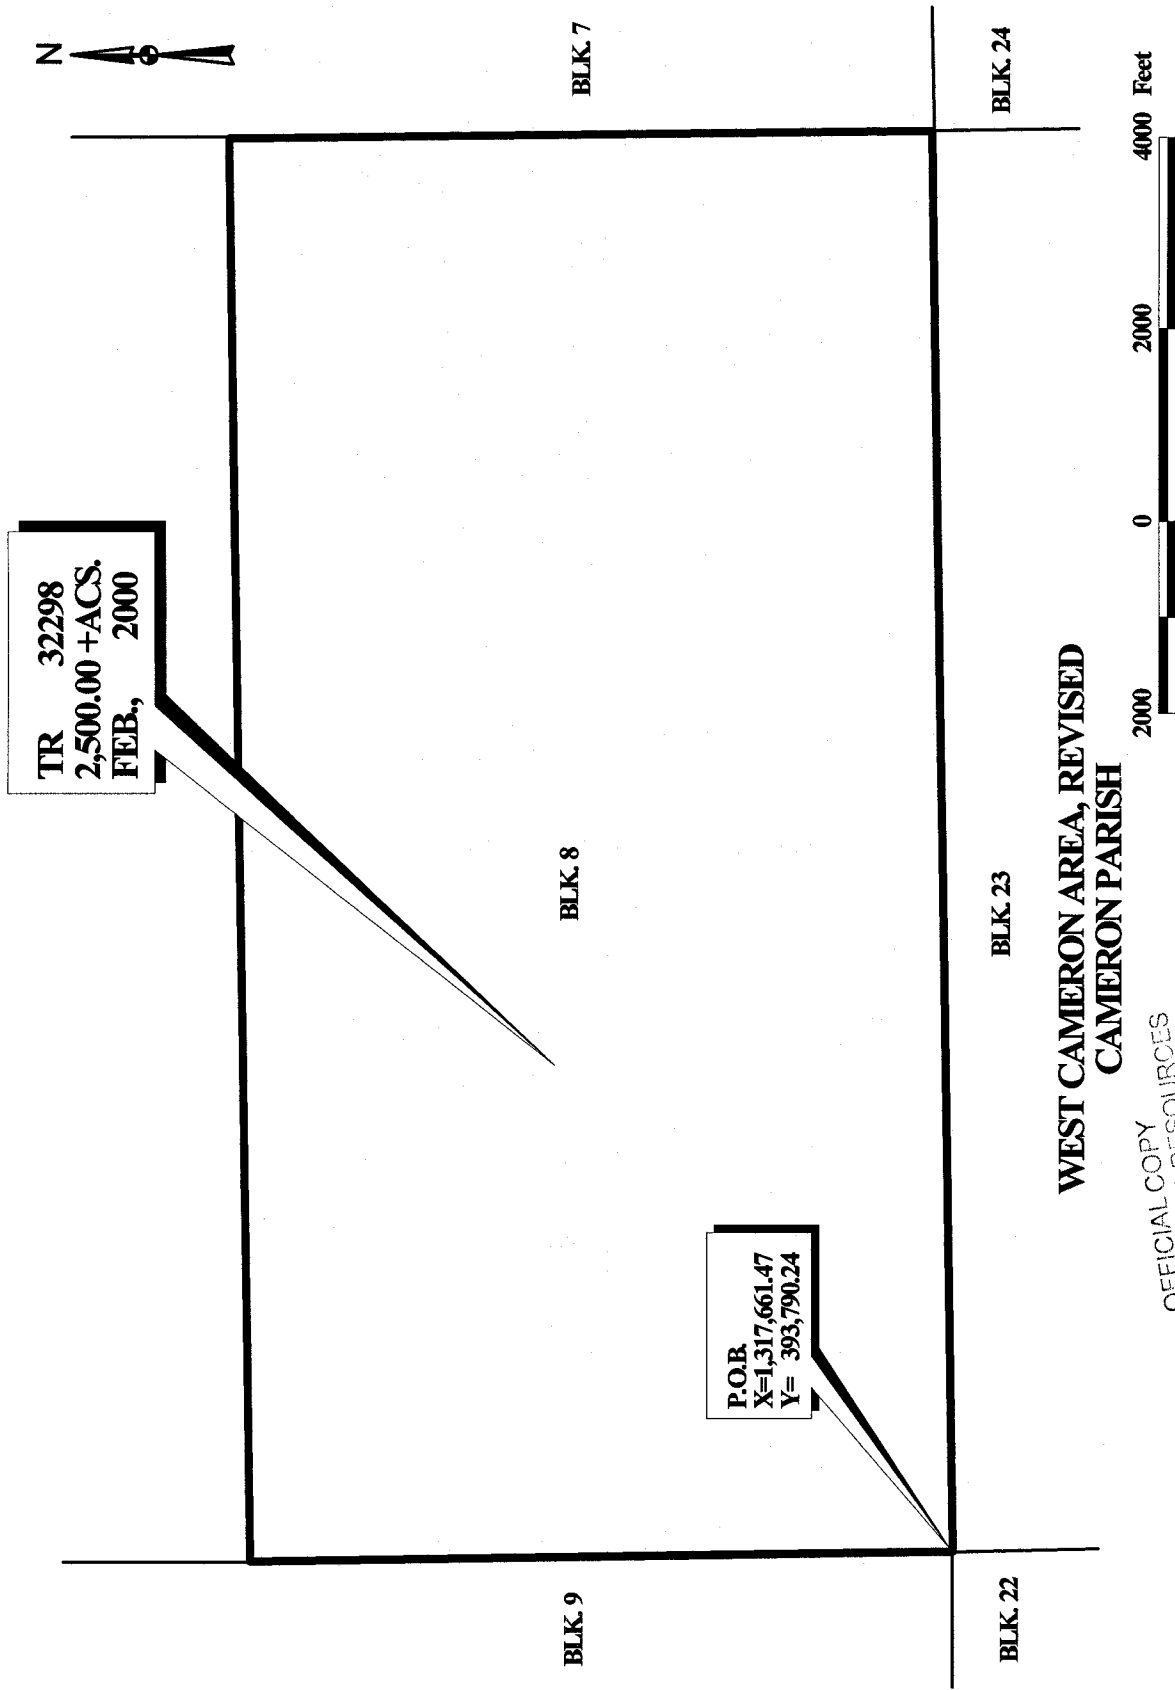 N
TR 32298
2,500.00 +ACS.
FEB., 2000
BLK. 9
BLK. 8
BLK. 7
P.O.B.
X=1,317,661.47
Y= 393,790.24
BLK. 22
BLK. 23
BLK. 24
WEST CAMERON AREA, REVISED
CAMERON PARISH
2000 0 2000 4000 Feet
OFFICIAL COPY
RESOURCES